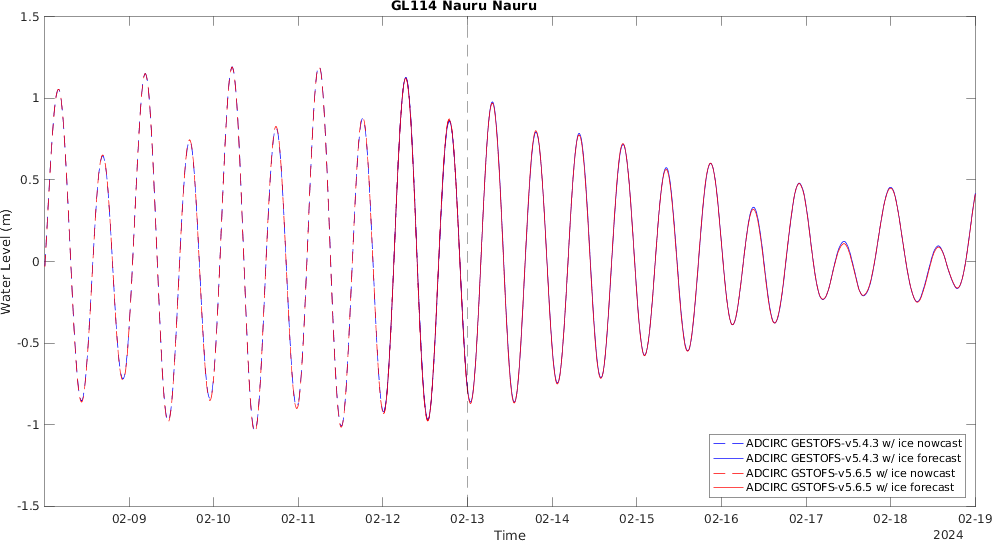 GL114 Nauru Nauru
1.5
1
0.5
0
-0.5
-1
-1.5
Water Level (m)
ADCIRC GESTOFS-v5.4.3 w/ ice nowcast
ADCIRC GESTOFS-v5.4.3 w/ ice forecast
ADCIRC GSTOFS-v5.6.5 w/ ice nowcast
ADCIRC GSTOFS-v5.6.5 w/ ice forecast
02-09 02-10 02-11 02-12 02-13 02-14 02-15 02-16 02-17 02-18 02-19
Time
2024